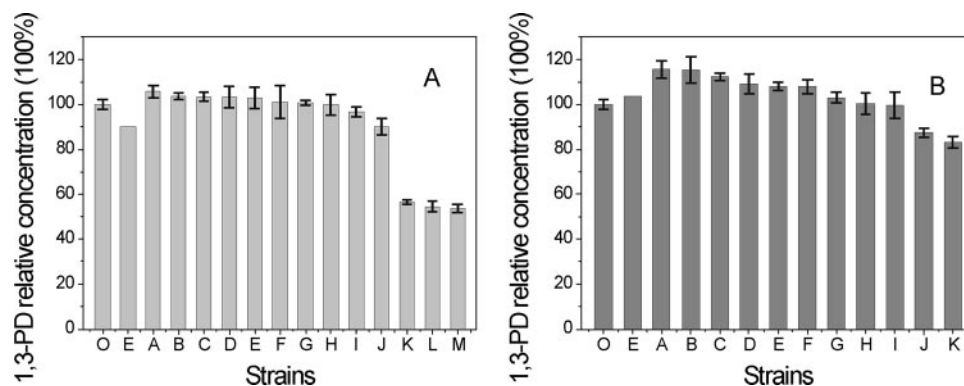 1,3-PD relative concentration (100%)
120
100
80
60
40
20
0
A
O E A B C D E F G H I J K L M
Strains
1,3-PD relative concentration (100%)
120
100
80
60
40
20
0
B
O E A B C D E F G H I J K
Strains